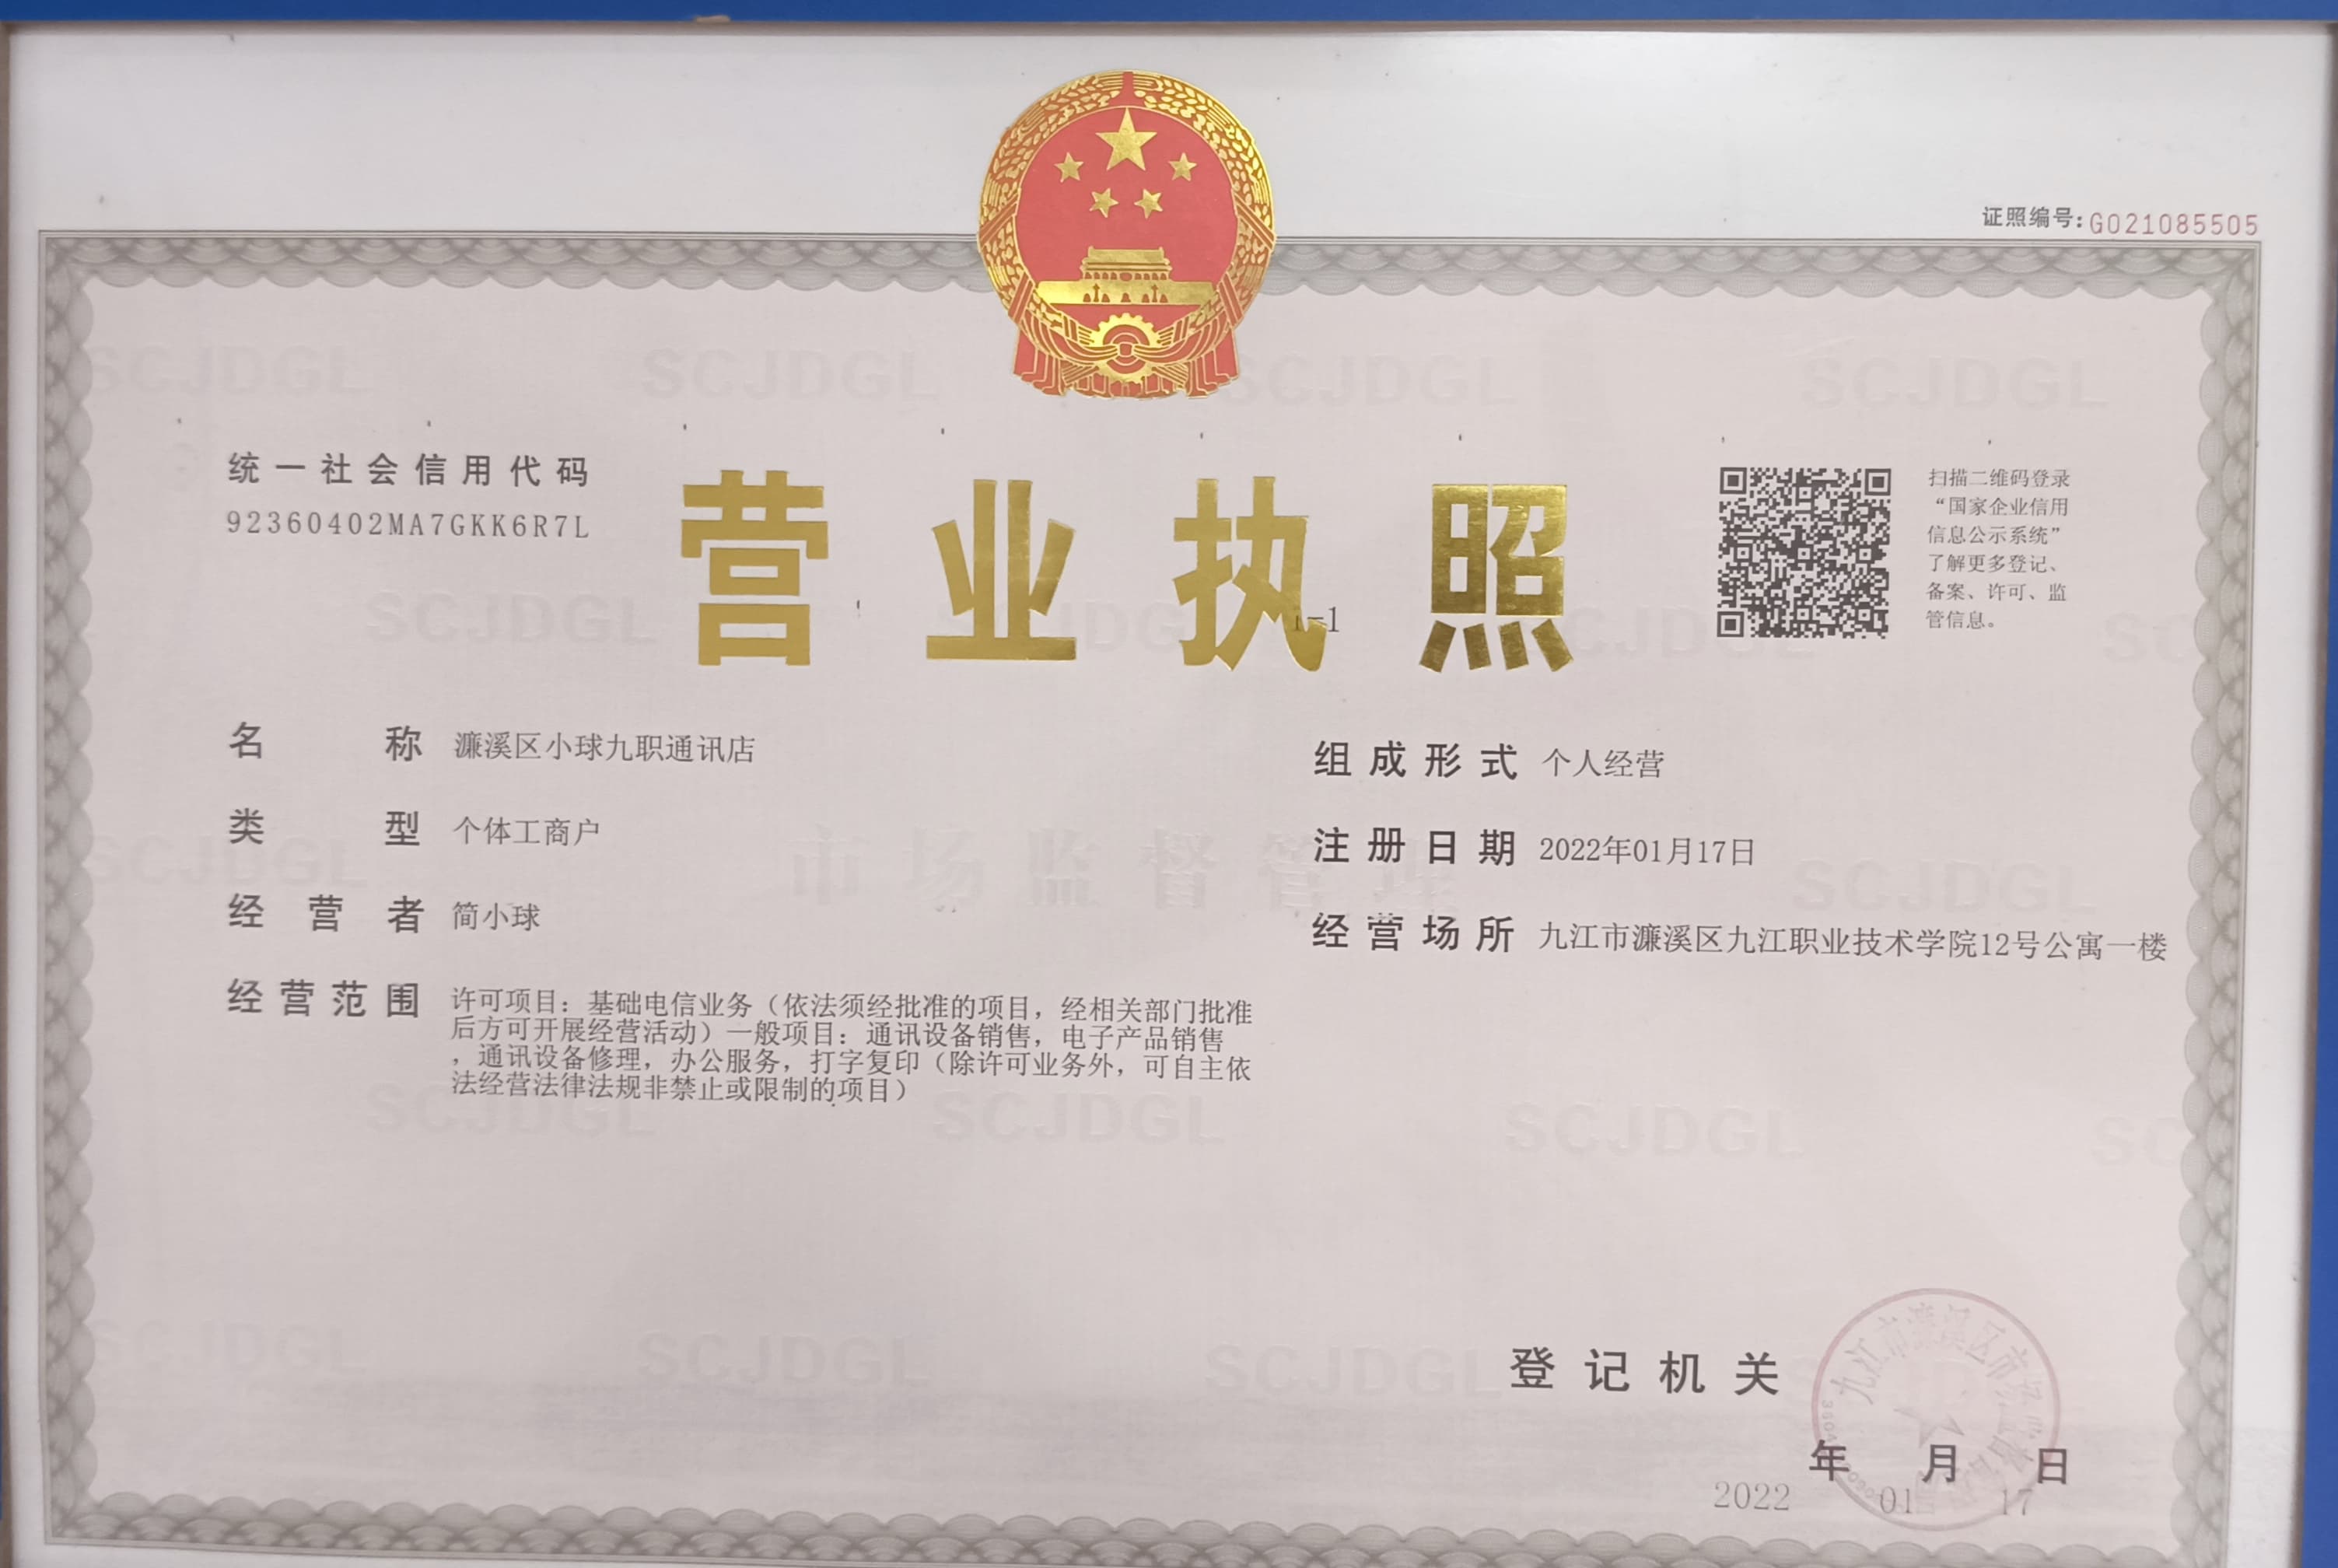 证照编号:G021085505
统一社会信用代码
92360402MA7GKK6R7L
营业执照
1-1
扫描二维码登录
“国家企业信用
信息公示系统”
了解更多登记、
备案、许可、监
管信息。
名称 濂溪区小球九职通讯店
类型 个体工商户
经营者 简小球
经营范围 许可项目：基础电信业务（依法须经批准的项目，经相关部门批准
后方可开展经营活动）一般项目：通讯设备销售，电子产品销售
，通讯设备修理，办公服务，打字复印（除许可业务外，可自主依
法经营法律法规非禁止或限制的项目）
组成形式 个人经营
注册日期 2022年01月17日
经营场所 九江市濂溪区九江职业技术学院12号公寓一楼
市场监督管理
SCJDGL
登记机关
九江市濂溪区市
年月日
2022 01 17